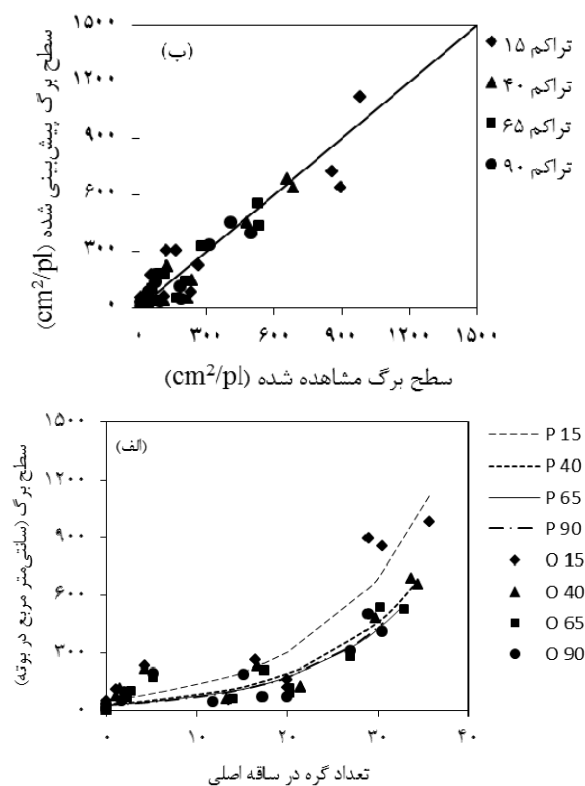 (ب)
سطح برگ پیش‌بینی شده (cm²/pl)
۱۵۰۰
۱۲۰۰
۹۰۰
۶۰۰
۳۰۰
۰
۰ ۳۰۰ ۶۰۰ ۹۰۰ ۱۲۰۰ ۱۵۰۰
سطح برگ مشاهده شده (cm²/pl)
تراکم ۱۵
تراکم ۴۰
تراکم ۶۵
تراکم ۹۰
(الف)
سطح برگ (سانتی‌متر مربع در بوته)
۱۵۰۰
۱۲۰۰
۹۰۰
۶۰۰
۳۰۰
۰
۰ ۱۰ ۲۰ ۳۰ ۴۰
تعداد گره در ساقه اصلی
P 15
P 40
P 65
P 90
O 15
O 40
O 65
O 90